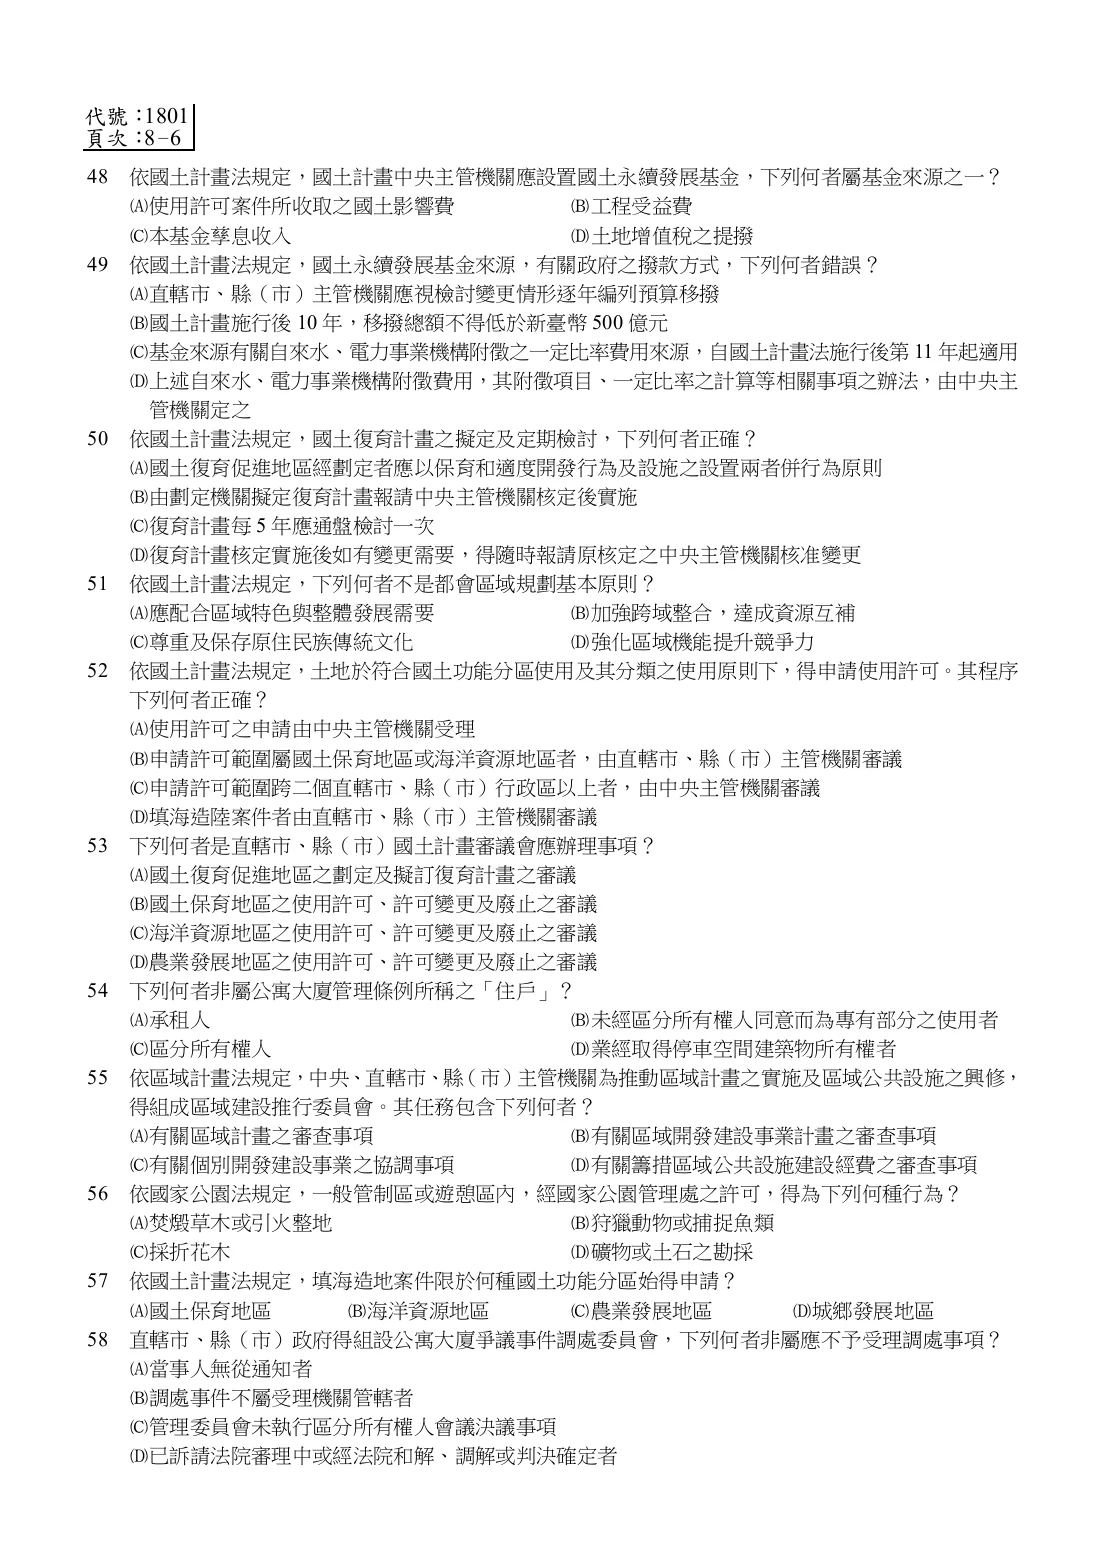 代號：1801
頁次：8－6
48 依國土計畫法規定，國土計畫中央主管機關應設置國土永續發展基金，下列何者屬基金來源之一？
(A)使用許可案件所收取之國土影響費 (B)工程受益費
(C)本基金孳息收入 (D)土地增值稅之提撥
49 依國土計畫法規定，國土永續發展基金來源，有關政府之撥款方式，下列何者錯誤？
(A)直轄市、縣（市）主管機關應視檢討變更情形逐年編列預算移撥
(B)國土計畫施行後 10 年，移撥總額不得低於新臺幣 500 億元
(C)基金來源有關自來水、電力事業機構附徵之一定比率費用來源，自國土計畫法施行後第 11 年起適用
(D)上述自來水、電力事業機構附徵費用，其附徵項目、一定比率之計算等相關事項之辦法，由中央主
管機關定之
50 依國土計畫法規定，國土復育計畫之擬定及定期檢討，下列何者正確？
(A)國土復育促進地區經劃定者應以保育和適度開發行為及設施之設置兩者併行為原則
(B)由劃定機關擬定復育計畫報請中央主管機關核定後實施
(C)復育計畫每 5 年應通盤檢討一次
(D)復育計畫核定實施後如有變更需要，得隨時報請原核定之中央主管機關核准變更
51 依國土計畫法規定，下列何者不是都會區域規劃基本原則？
(A)應配合區域特色與整體發展需要 (B)加強跨域整合，達成資源互補
(C)尊重及保存原住民族傳統文化 (D)強化區域機能提升競爭力
52 依國土計畫法規定，土地於符合國土功能分區使用及其分類之使用原則下，得申請使用許可。其程序
下列何者正確？
(A)使用許可之申請由中央主管機關受理
(B)申請許可範圍屬國土保育地區或海洋資源地區者，由直轄市、縣（市）主管機關審議
(C)申請許可範圍跨二個直轄市、縣（市）行政區以上者，由中央主管機關審議
(D)填海造陸案件者由直轄市、縣（市）主管機關審議
53 下列何者是直轄市、縣（市）國土計畫審議會應辦理事項？
(A)國土復育促進地區之劃定及擬訂復育計畫之審議
(B)國土保育地區之使用許可、許可變更及廢止之審議
(C)海洋資源地區之使用許可、許可變更及廢止之審議
(D)農業發展地區之使用許可、許可變更及廢止之審議
54 下列何者非屬公寓大廈管理條例所稱之「住戶」？
(A)承租人 (B)未經區分所有權人同意而為專有部分之使用者
(C)區分所有權人 (D)業經取得停車空間建築物所有權者
55 依區域計畫法規定，中央、直轄市、縣（市）主管機關為推動區域計畫之實施及區域公共設施之興修，
得組成區域建設推行委員會。其任務包含下列何者？
(A)有關區域計畫之審查事項 (B)有關區域開發建設事業計畫之審查事項
(C)有關個別開發建設事業之協調事項 (D)有關籌措區域公共設施建設經費之審查事項
56 依國家公園法規定，一般管制區或遊憩區內，經國家公園管理處之許可，得為下列何種行為？
(A)焚燬草木或引火整地 (B)狩獵動物或捕捉魚類
(C)採折花木 (D)礦物或土石之勘採
57 依國土計畫法規定，填海造地案件限於何種國土功能分區始得申請？
(A)國土保育地區 (B)海洋資源地區 (C)農業發展地區 (D)城鄉發展地區
58 直轄市、縣（市）政府得組設公寓大廈爭議事件調處委員會，下列何者非屬應不予受理調處事項？
(A)當事人無從通知者
(B)調處事件不屬受理機關管轄者
(C)管理委員會未執行區分所有權人會議決議事項
(D)已訴請法院審理中或經法院和解、調解或判決確定者